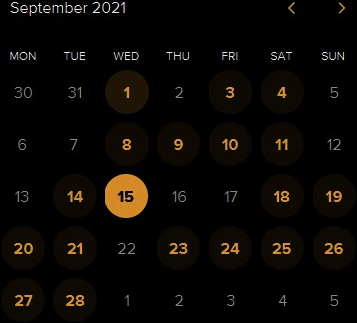 September 2021
MON TUE WED THU FRI SAT SUN
30 31 1 2 3 4 5
6 7 8 9 10 11 12
13 14 15 16 17 18 19
20 21 22 23 24 25 26
27 28 1 2 3 4 5